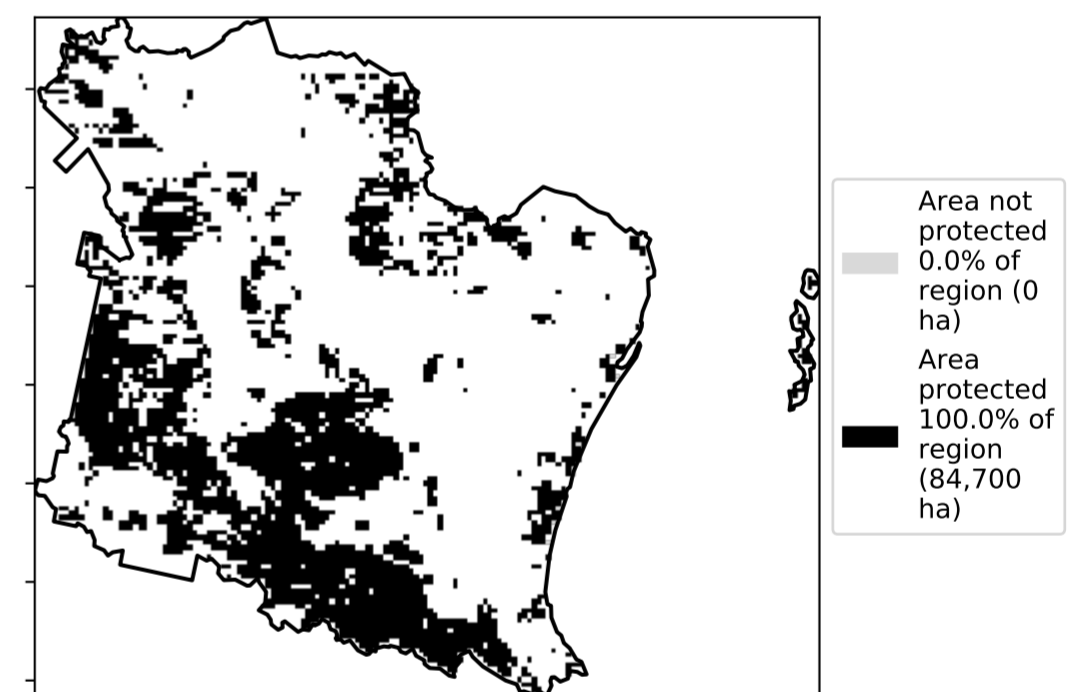 Area not
protected
0.0% of
region (0
ha)
Area
protected
100.0% of
region
(84,700
ha)